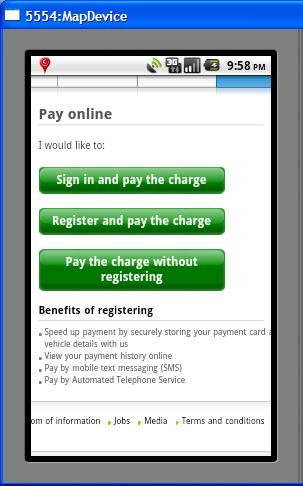 5554:MapDevice
3G
9:58 PM
Pay online
I would like to:
Sign in and pay the charge
Register and pay the charge
Pay the charge without
registering
Benefits of registering
Speed up payment by securely storing your payment card a
vehicle details with us
View your payment history online
Pay by mobile text messaging (SMS)
Pay by Automated Telephone Service
om of information Jobs Media Terms and conditions